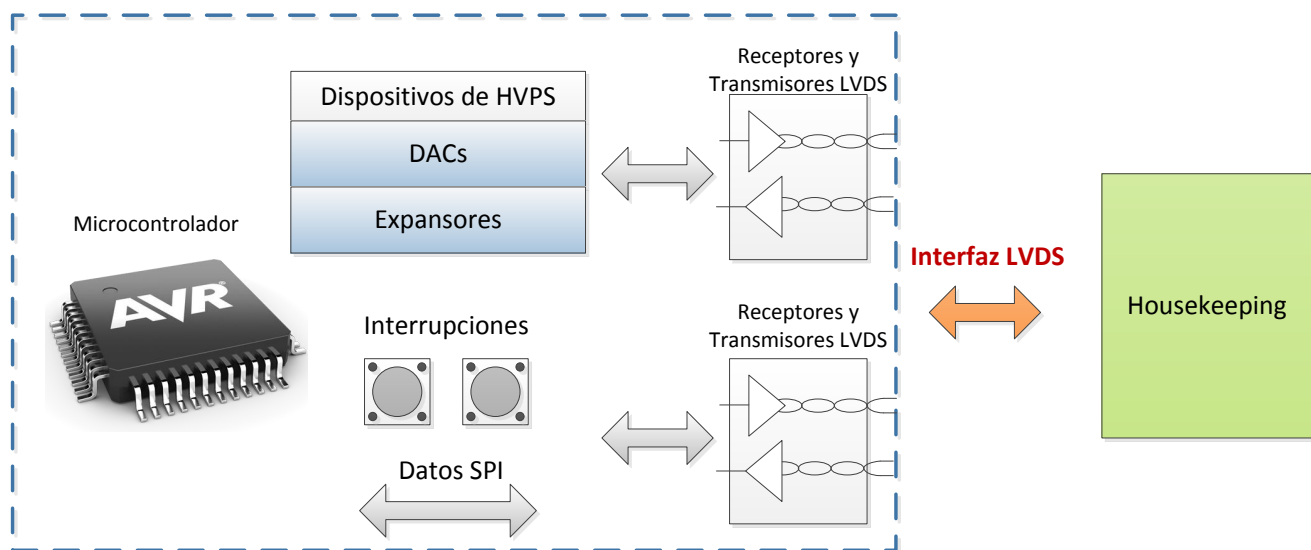 Receptores y
Transmisores LVDS
Dispositivos de HVPS
DACs
Expansores
Microcontrolador
AVR®
Interrupciones
Datos SPI
Receptores y
Transmisores LVDS
Interfaz LVDS
Housekeeping